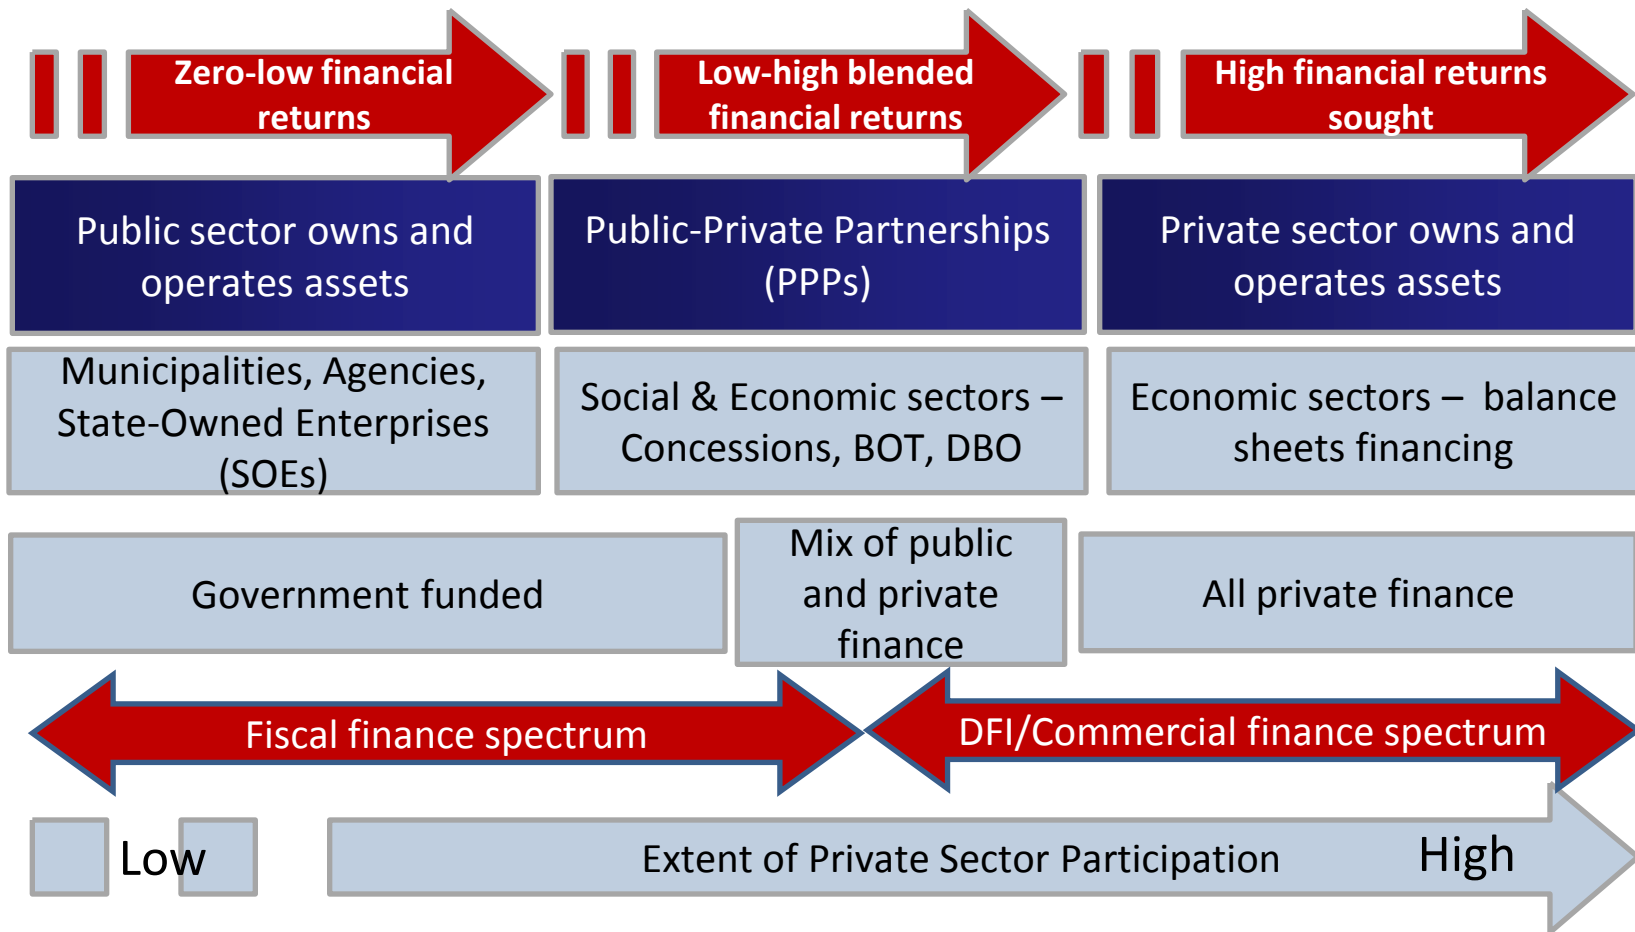 Zero-low financial
returns
Low-high blended
financial returns
High financial returns
sought
Public sector owns and
operates assets
Public-Private Partnerships
(PPPs)
Private sector owns and
operates assets
Municipalities, Agencies,
State-Owned Enterprises
(SOEs)
Social & Economic sectors –
Concessions, BOT, DBO
Economic sectors – balance
sheets financing
Government funded
Mix of public
and private
finance
All private finance
Fiscal finance spectrum
DFI/Commercial finance spectrum
Low
Extent of Private Sector Participation
High